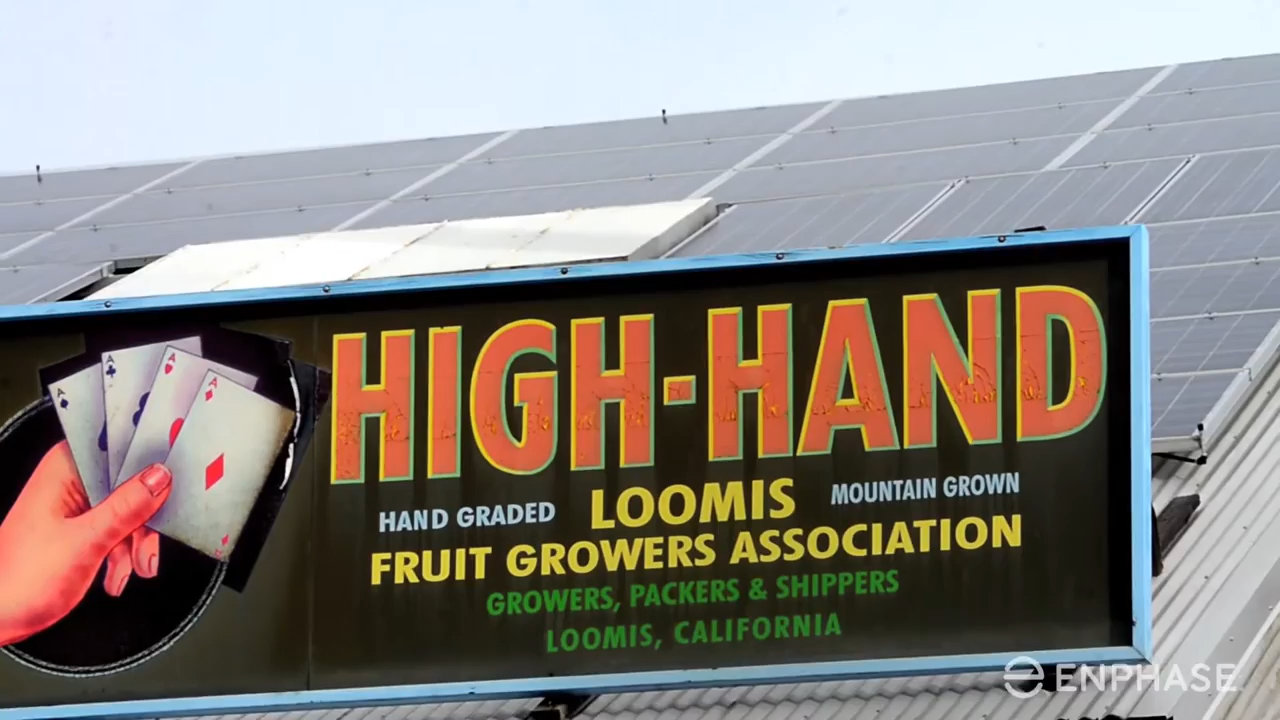 HIGH-HAND
HAND GRADED LOOMIS MOUNTAIN GROWN
FRUIT GROWERS ASSOCIATION
GROWERS, PACKERS & SHIPPERS
LOOMIS, CALIFORNIA
A
A
A
A
ENPHASE